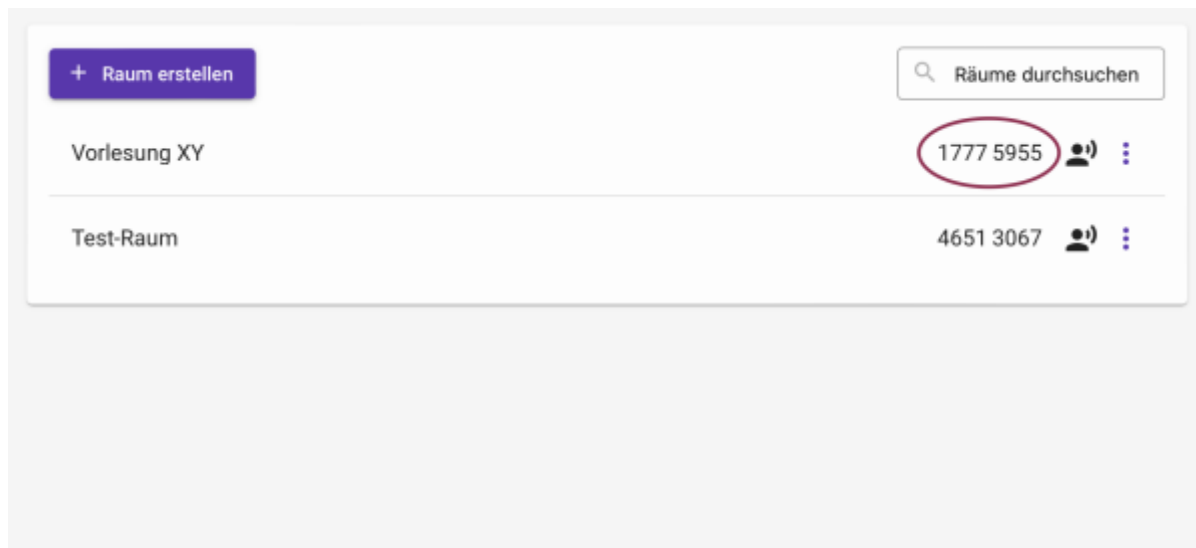 + Raum erstellen
Räume durchsuchen
Vorlesung XY 1777 5955
Test-Raum 4651 3067